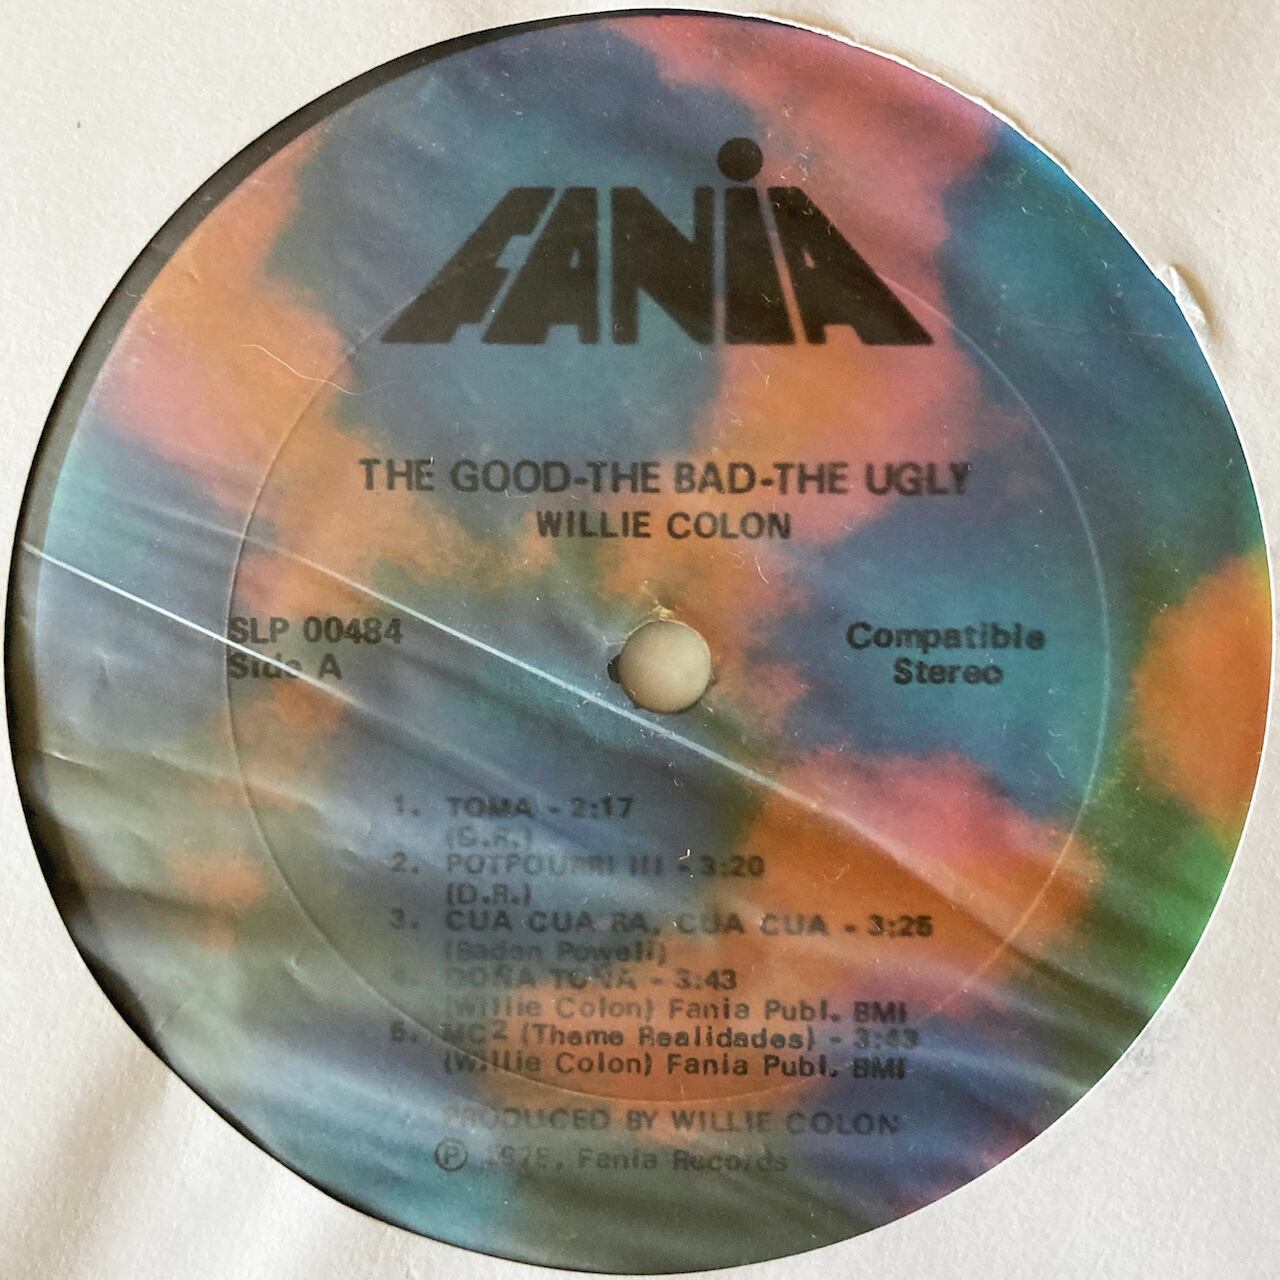 FANiA
THE GOOD-THE BAD-THE UGLY
WILLIE COLON
SLP 00484
Side A
Compatible
Stereo
1. TOMA - 2:17
(D.R.)
2. POTPOURRI III - 3:20
(D.R.)
3. CUA CUA RA, CUA CUA - 3:25
(Baden Powell)
4. DOÑA TOÑA - 3:43
(Willie Colon) Fania Publ. BMI
5. MC2 (Theme Realidades) - 3:43
(Willie Colon) Fania Publ. BMI
PRODUCED BY WILLIE COLON
Ⓟ Fania Records